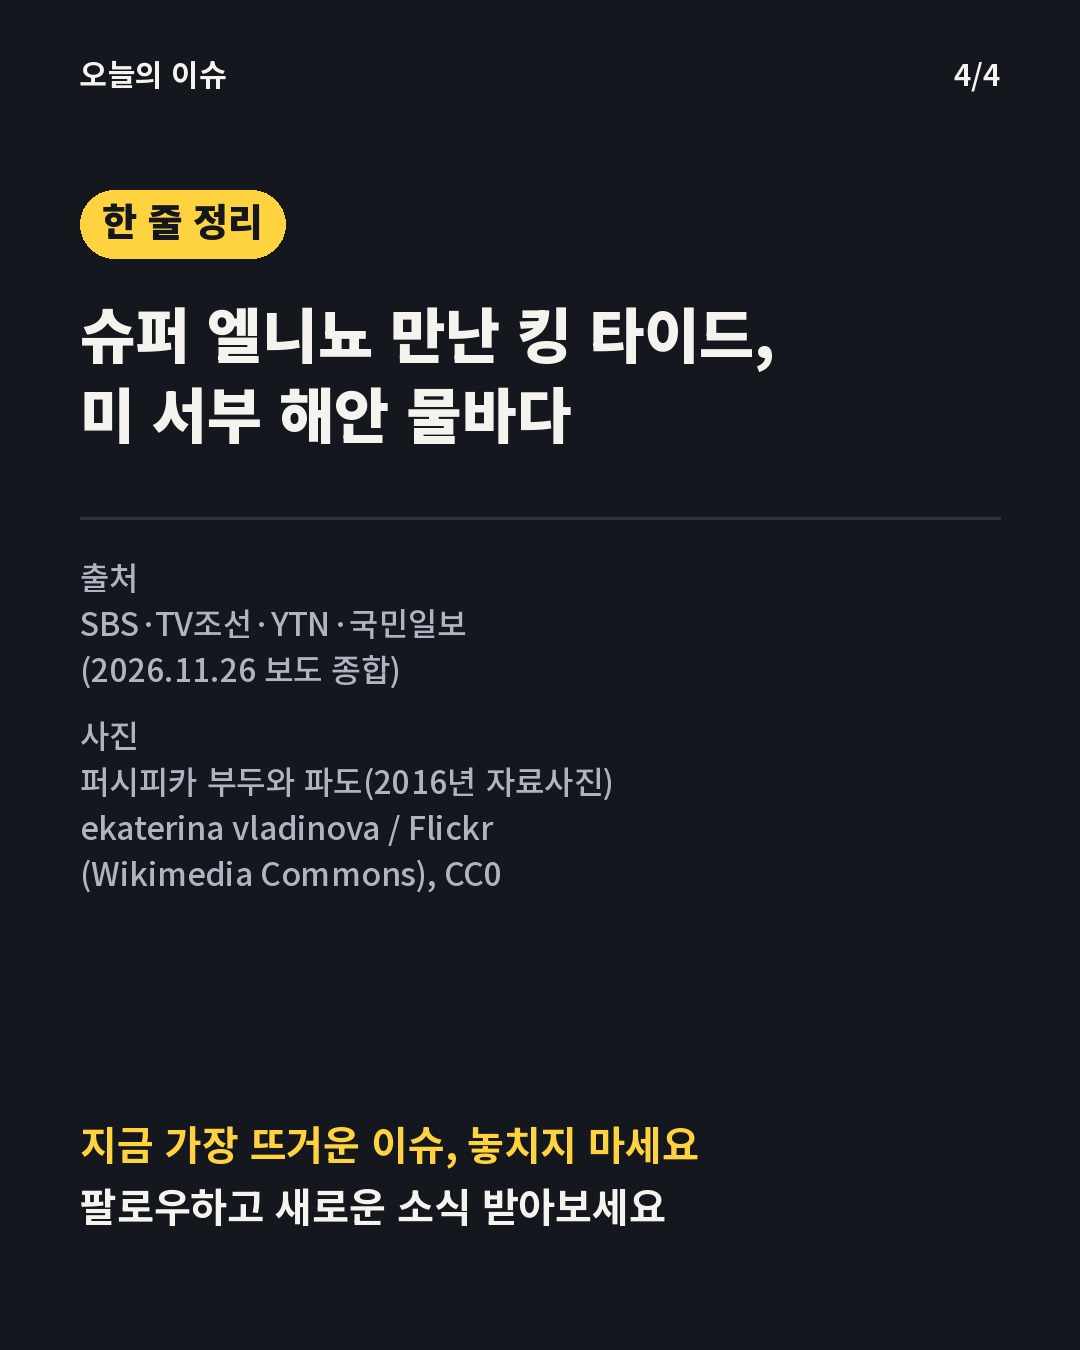 오늘의 이슈
4/4
한 줄 정리
슈퍼 엘니뇨 만난 킹 타이드,
미 서부 해안 물바다
출처
SBS·TV조선·YTN·국민일보
(2026.11.26 보도 종합)
사진
퍼시피카 부두와 파도(2016년 자료사진)
ekaterina vladinova / Flickr
(Wikimedia Commons), CC0
지금 가장 뜨거운 이슈, 놓치지 마세요
팔로우하고 새로운 소식 받아보세요